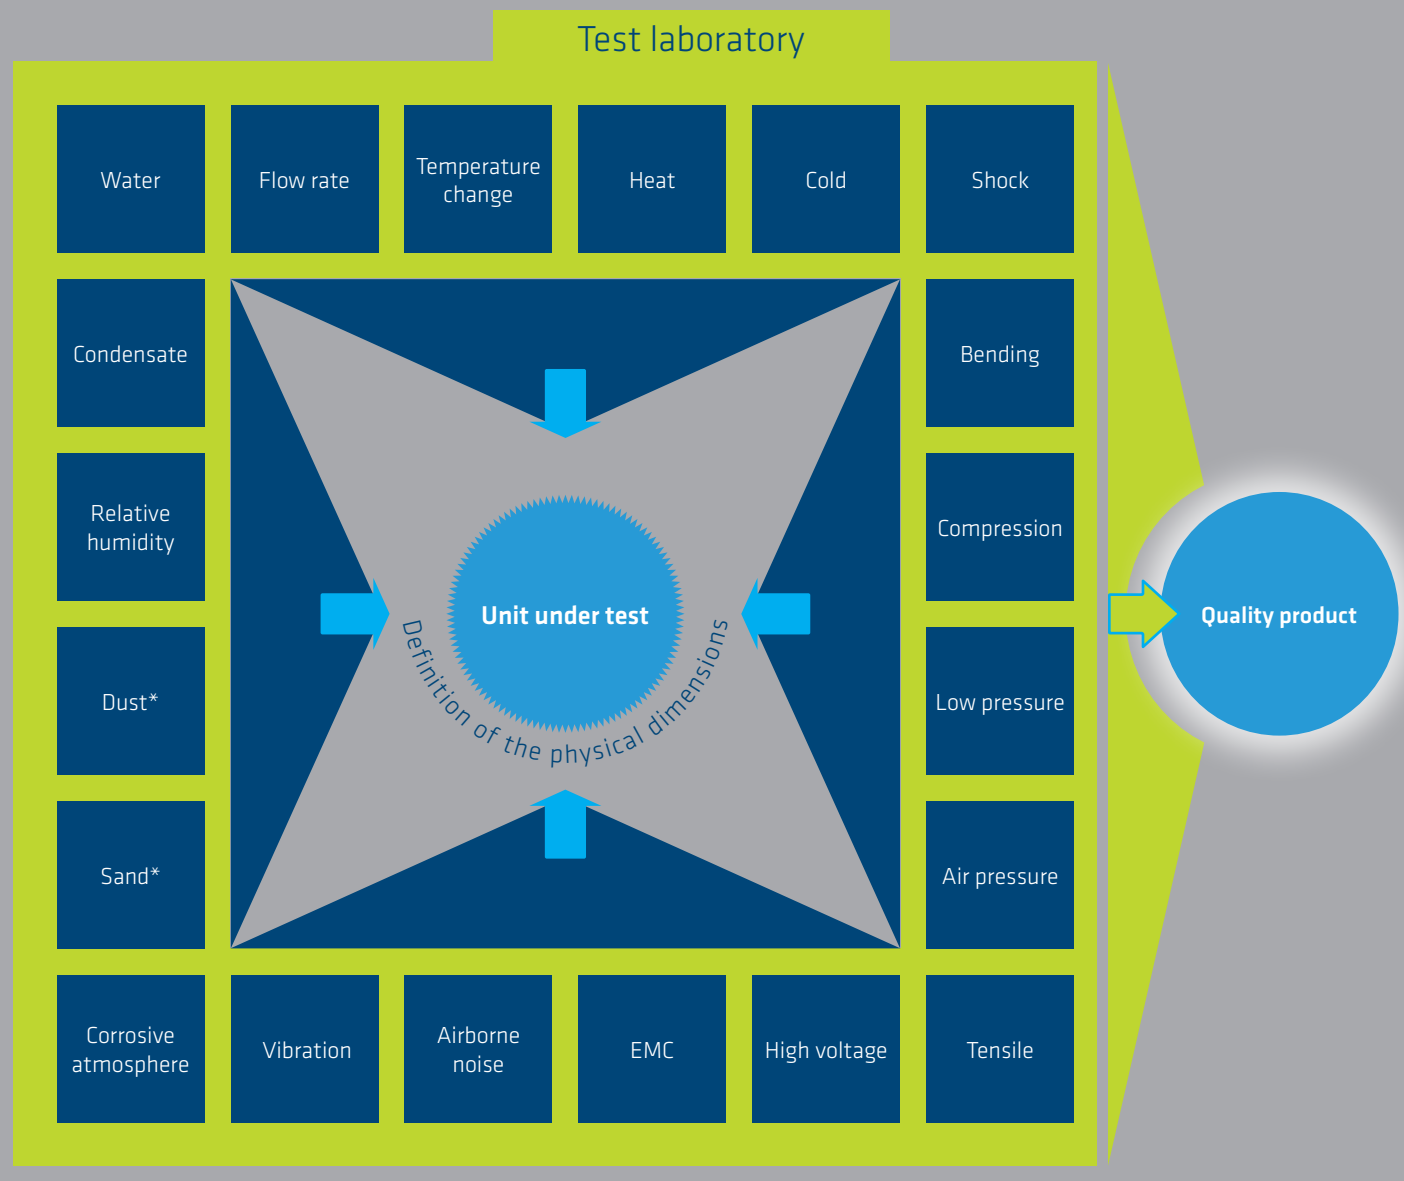 Test laboratory
Water
Flow rate
Temperature
change
Heat
Cold
Shock
Condensate
Bending
Relative
humidity
Compression
Unit under test
Quality product
Definition of the physical dimensions
Dust*
Low pressure
Sand*
Air pressure
Corrosive
atmosphere
Vibration
Airborne
noise
EMC
High voltage
Tensile